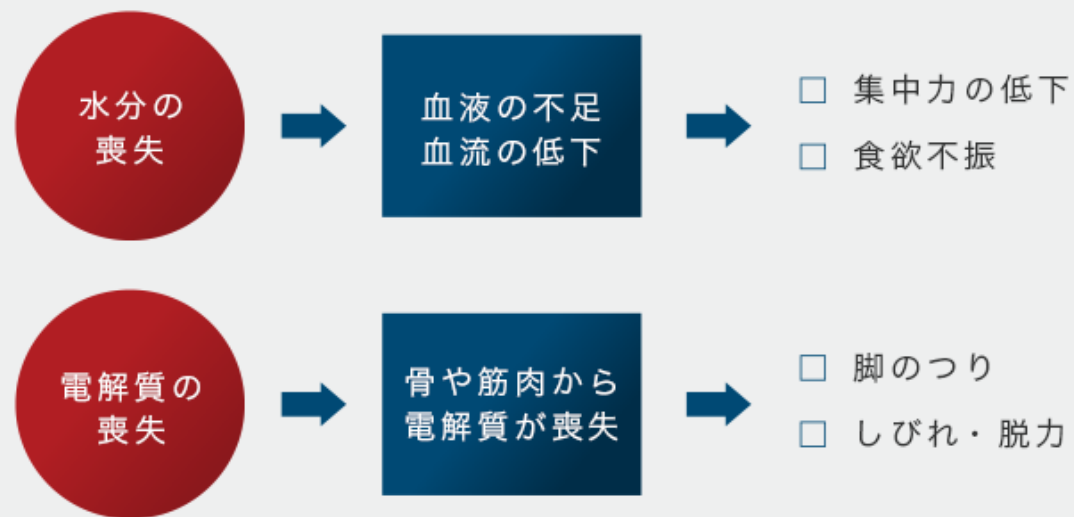 水分の
喪失
血液の不足
血流の低下
□ 集中力の低下
□ 食欲不振
電解質の
喪失
骨や筋肉から
電解質が喪失
□ 脚のつり
□ しびれ・脱力